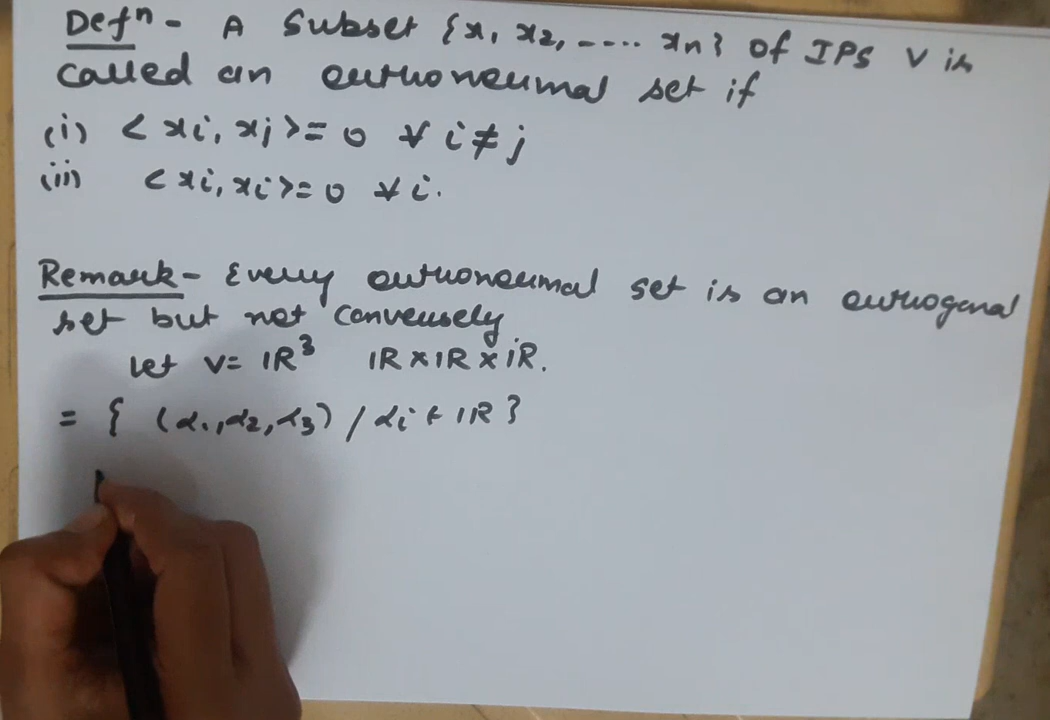 Defⁿ - A Subset {x₁ x₂, ---- xn} Of IPS V is
called an orthonormal set if
(i) < xi, xj >= 0 ∀ i ≠ j
(ii) < xi, xi >= 0 ∀ i.
Remark - Every orthonormal set is an orthogonal
set but not conversely
let V= IR³ IR × IR × IR.
= { (α₁, α₂, α₃) / αi ∈ IR }